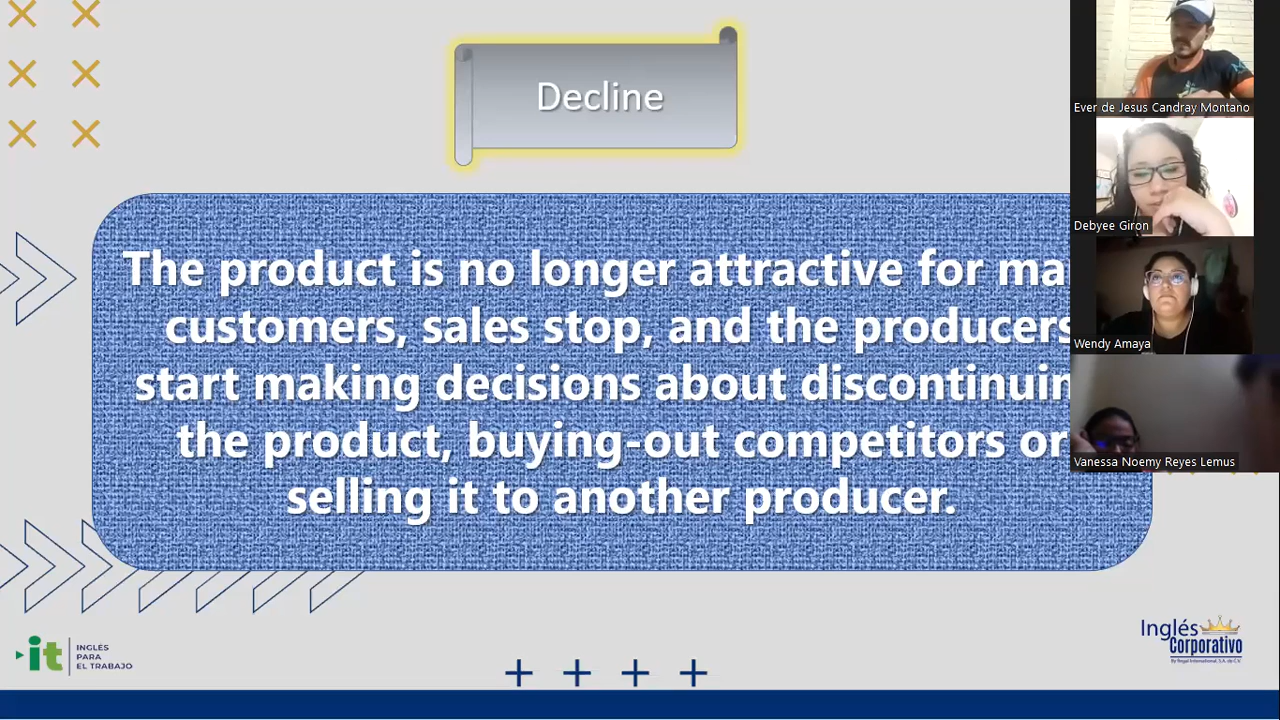 Decline
The product is no longer attractive for
customers, sales stop, and the producers
start making decisions about
the product, buying-out competitors or
selling it to another producer.
Ever de Jesus Candray Montano
Debyee Giron
Wendy Amaya
Vanessa Noemy Reyes Lemus
it
INGLÉS
PARA
EL TRABAJO
Inglés
Corporativo